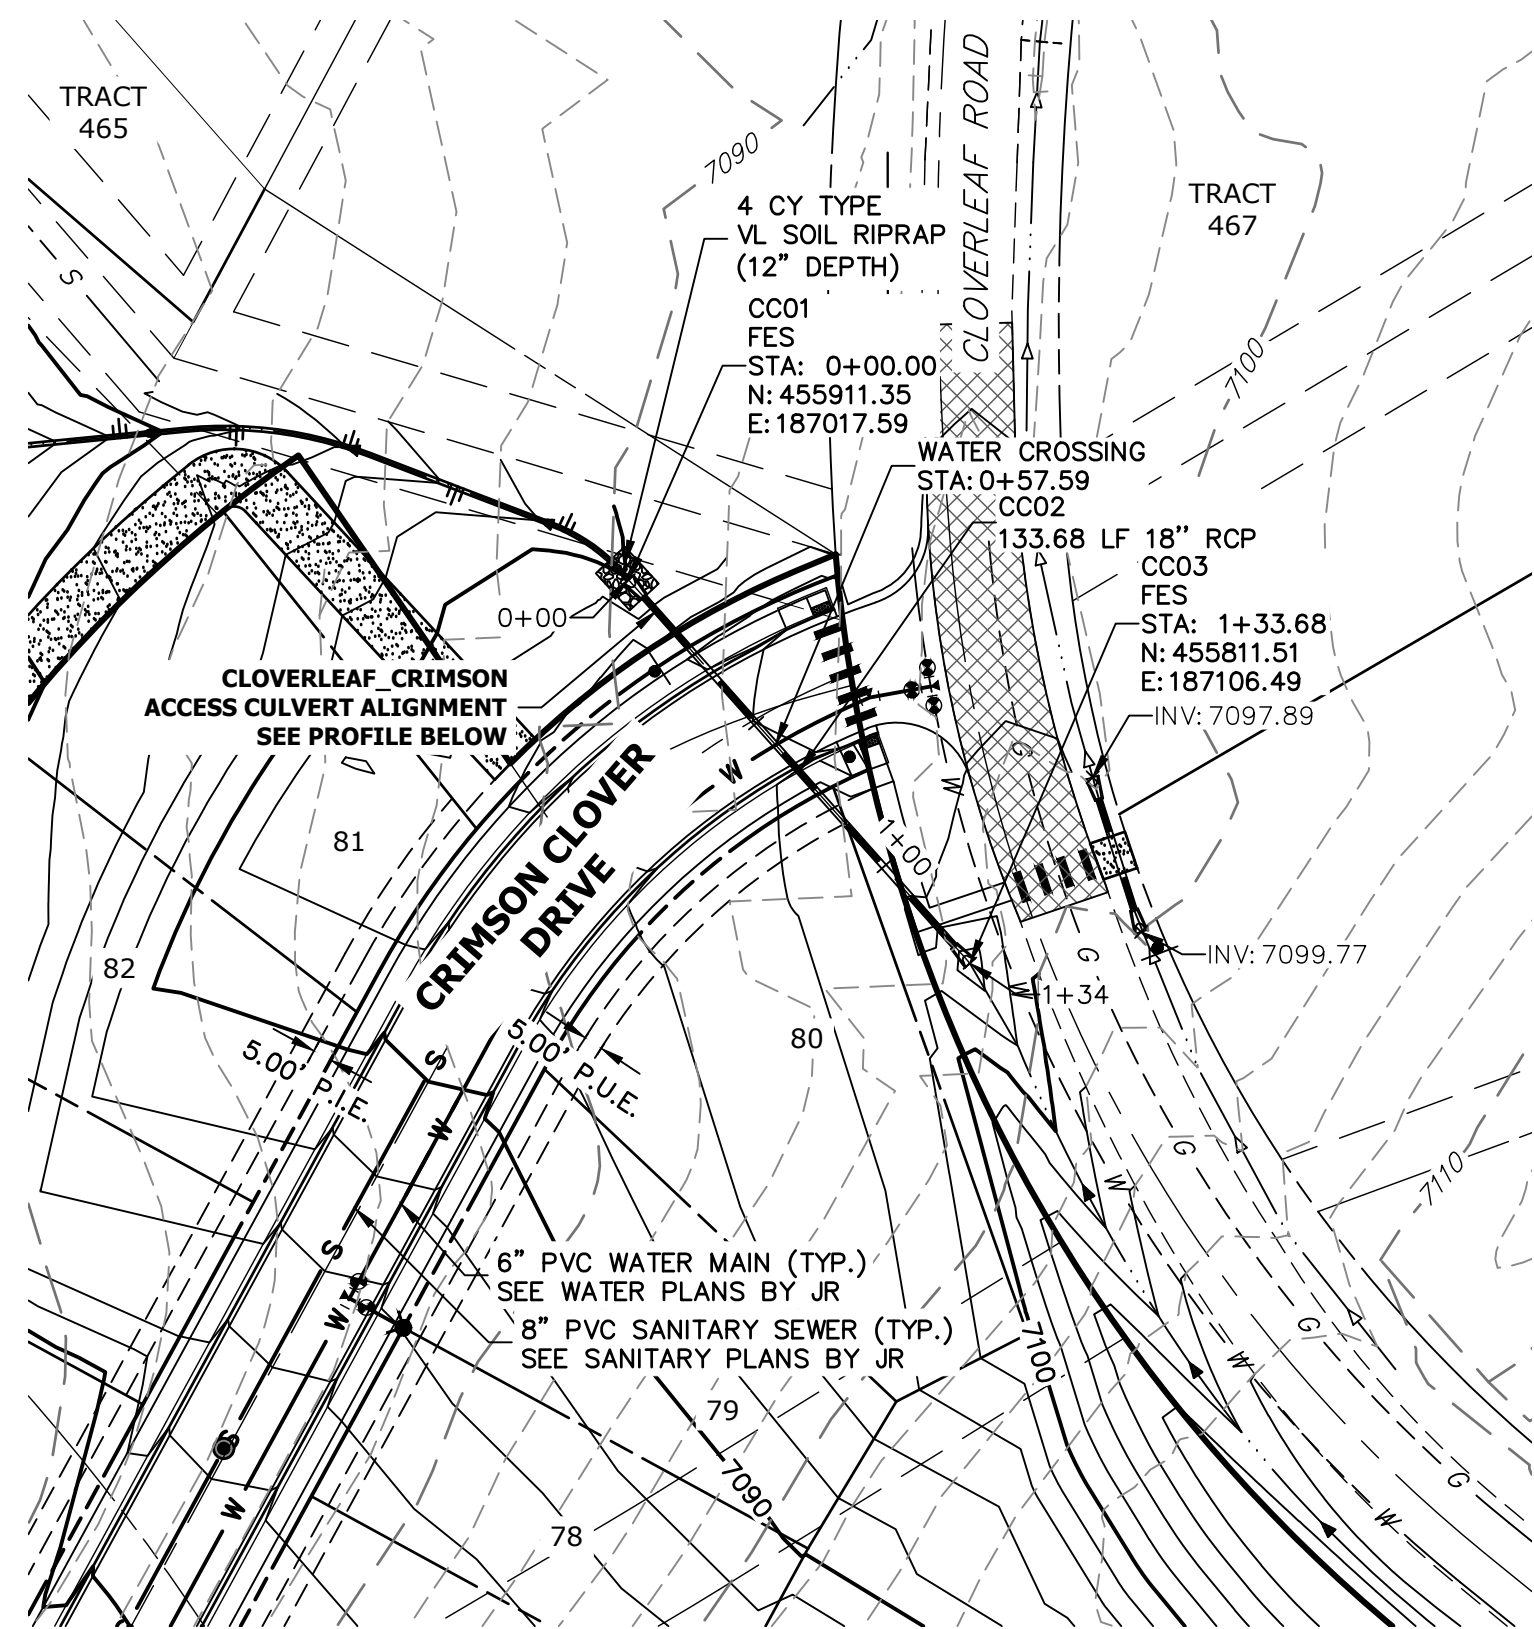 TRACT
465
7090
CLOVERLEAF ROAD
TRACT
467
4 CY TYPE
VL SOIL RIPRAP
(12" DEPTH)
S
CC01
FES
STA: 0+00.00
N: 455911.35
E: 187017.59
7100
WATER CROSSING
STA: 0+57.59
CC02
133.68 LF 18" RCP
CC03
FES
STA: 1+33.68
N: 455811.51
E: 187106.49
INV: 7097.89
0+00
CLOVERLEAF_CRIMSON
ACCESS CULVERT ALIGNMENT
SEE PROFILE BELOW
W
G
W
81
CRIMSON CLOVER
DRIVE
1+00
82
G
INV: 7099.77
W
1+34
80
5.00' P.I.E.
S
5.00' P.U.E.
W
G
W
7110
S
6" PVC WATER MAIN (TYP.)
SEE WATER PLANS BY JR
W
8" PVC SANITARY SEWER (TYP.)
SEE SANITARY PLANS BY JR
7100
G
W
79
S
7090
W
G
W
78